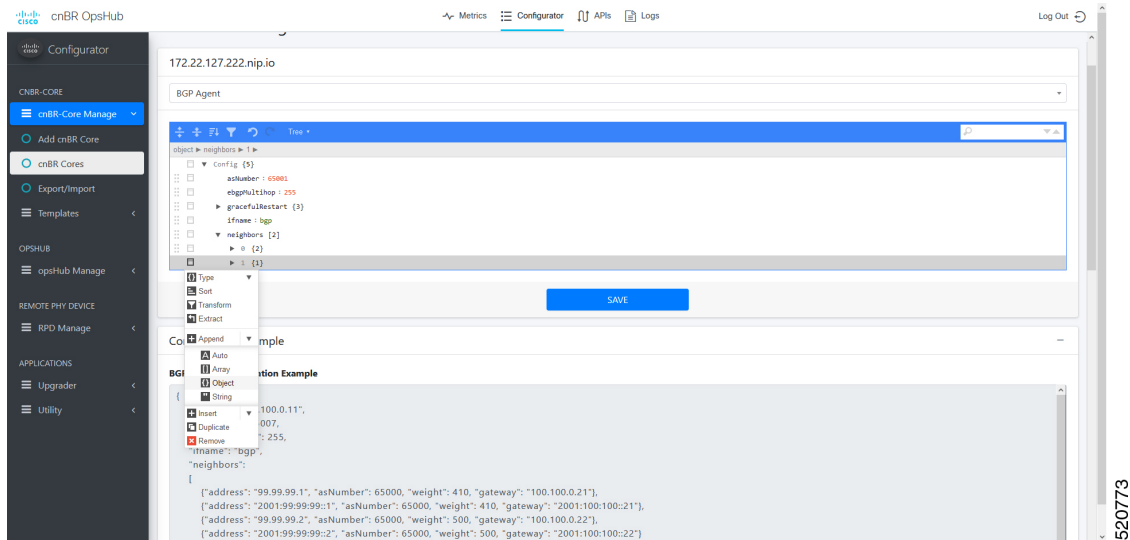 cisco cnBR OpsHub
Metrics Configurator APIs Logs
Log Out
cisco Configurator
CNBR-CORE
cnBR-Core Manage
Add cnBR Core
cnBR Cores
Export/Import
Templates
OPSHUB
opsHub Manage
REMOTE PHY DEVICE
RPD Manage
APPLICATIONS
Upgrader
Utility
172.22.127.222.nip.io
BGP Agent
Tree
object ► neighbors ► 1 ►
▼ Config {5}
asNumber : 65001
ebgpMultihop : 255
► gracefulRestart {3}
ifname : bgp
▼ neighbors [2]
► 0 {2}
► 1 {1}
Type
Sort
Transform
Extract
Append
Auto
Array
Object
String
Insert
Duplicate
Remove
SAVE
Co mple
BG tion Example
{
.100.0.11",
007,
": 255,
"ifname": "bgp",
"neighbors":
[
{"address": "99.99.99.1", "asNumber": 65000, "weight": 410, "gateway": "100.100.0.21"},
{"address": "2001:99:99:99::1", "asNumber": 65000, "weight": 410, "gateway": "2001:100:100::21"},
{"address": "99.99.99.2", "asNumber": 65000, "weight": 500, "gateway": "100.100.0.22"},
{"address": "2001:99:99:99::2", "asNumber": 65000, "weight": 500, "gateway": "2001:100:100::22"}
520773